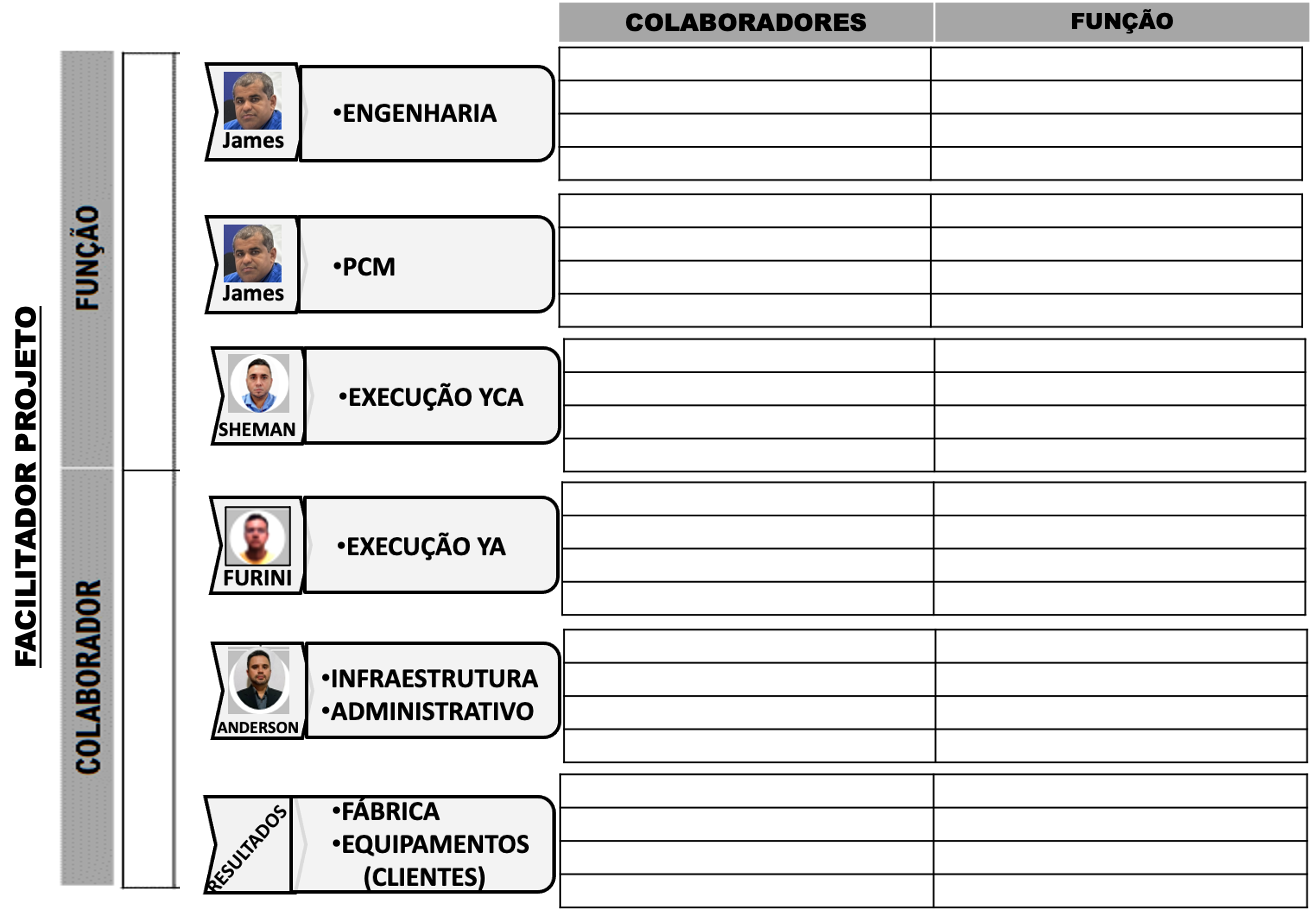 COLABORADORES
FUNÇÃO
FACILITADOR PROJETO
FUNÇÃO
COLABORADOR
James
•ENGENHARIA
James
•PCM
SHEMAN
•EXECUÇÃO YCA
FURINI
•EXECUÇÃO YA
ANDERSON
•INFRAESTRUTURA
•ADMINISTRATIVO
RESULTADOS
•FÁBRICA
•EQUIPAMENTOS
(CLIENTES)